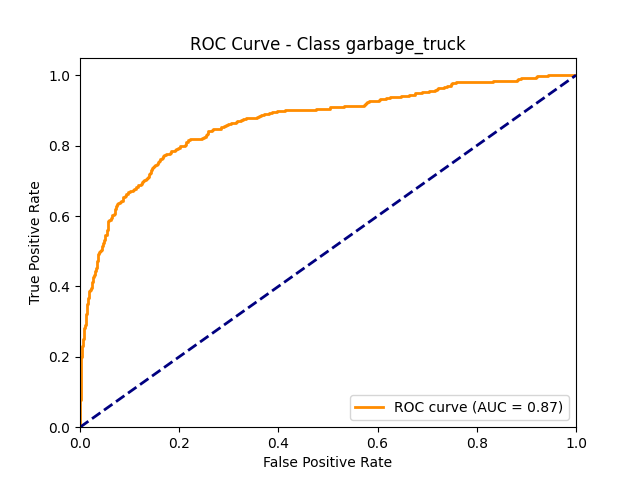 ROC Curve - Class garbage_truck
1.0
0.8
0.6
0.4
0.2
0.0
True Positive Rate
ROC curve (AUC = 0.87)
0.0 0.2 0.4 0.6 0.8 1.0
False Positive Rate